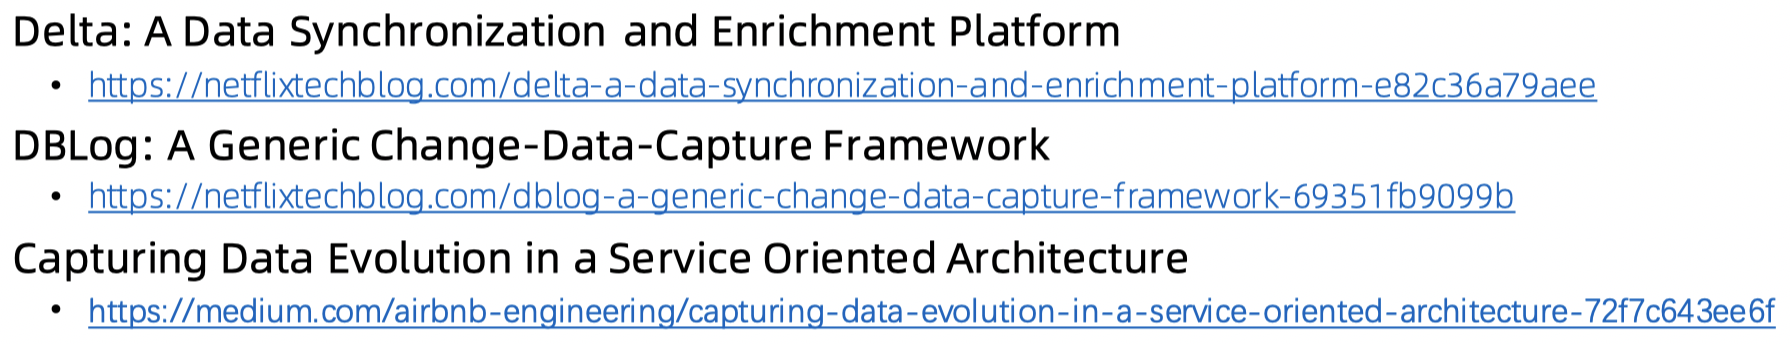 Delta: A Data Synchronization and Enrichment Platform
• https://netflixtechblog.com/delta-a-data-synchronization-and-enrichment-platform-e82c36a79aee
DBLog: A Generic Change-Data-Capture Framework
• https://netflixtechblog.com/dblog-a-generic-change-data-capture-framework-69351fb9099b
Capturing Data Evolution in a Service Oriented Architecture
• https://medium.com/airbnb-engineering/capturing-data-evolution-in-a-service-oriented-architecture-72f7c643ee6f